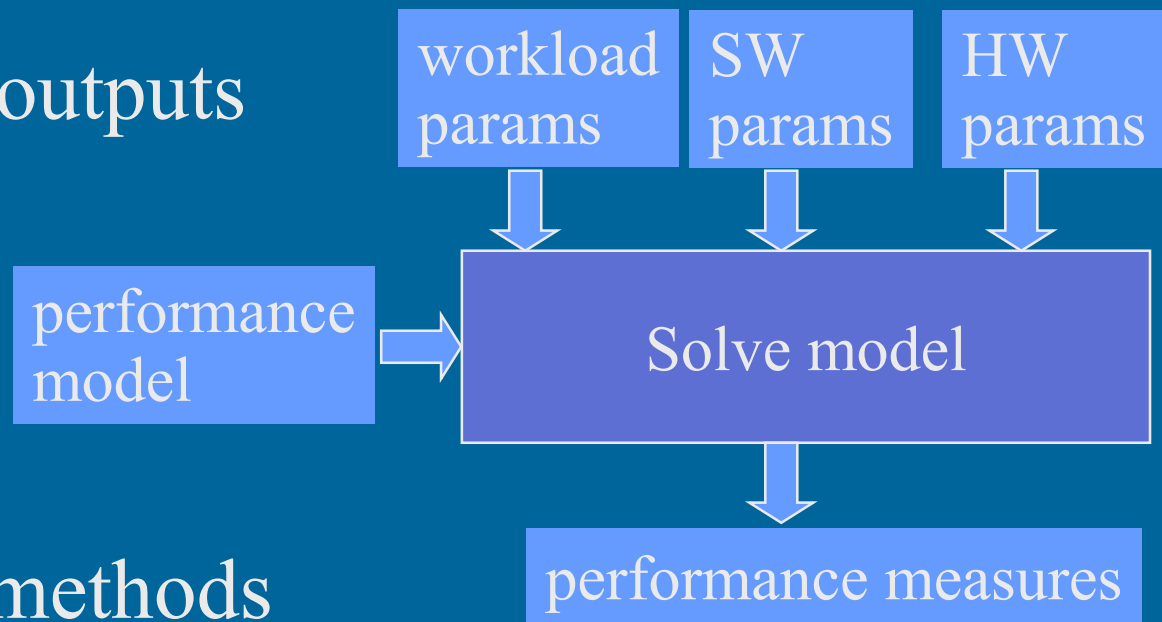 outputs
workload
params
SW
params
HW
params
performance
model
Solve model
methods
performance measures